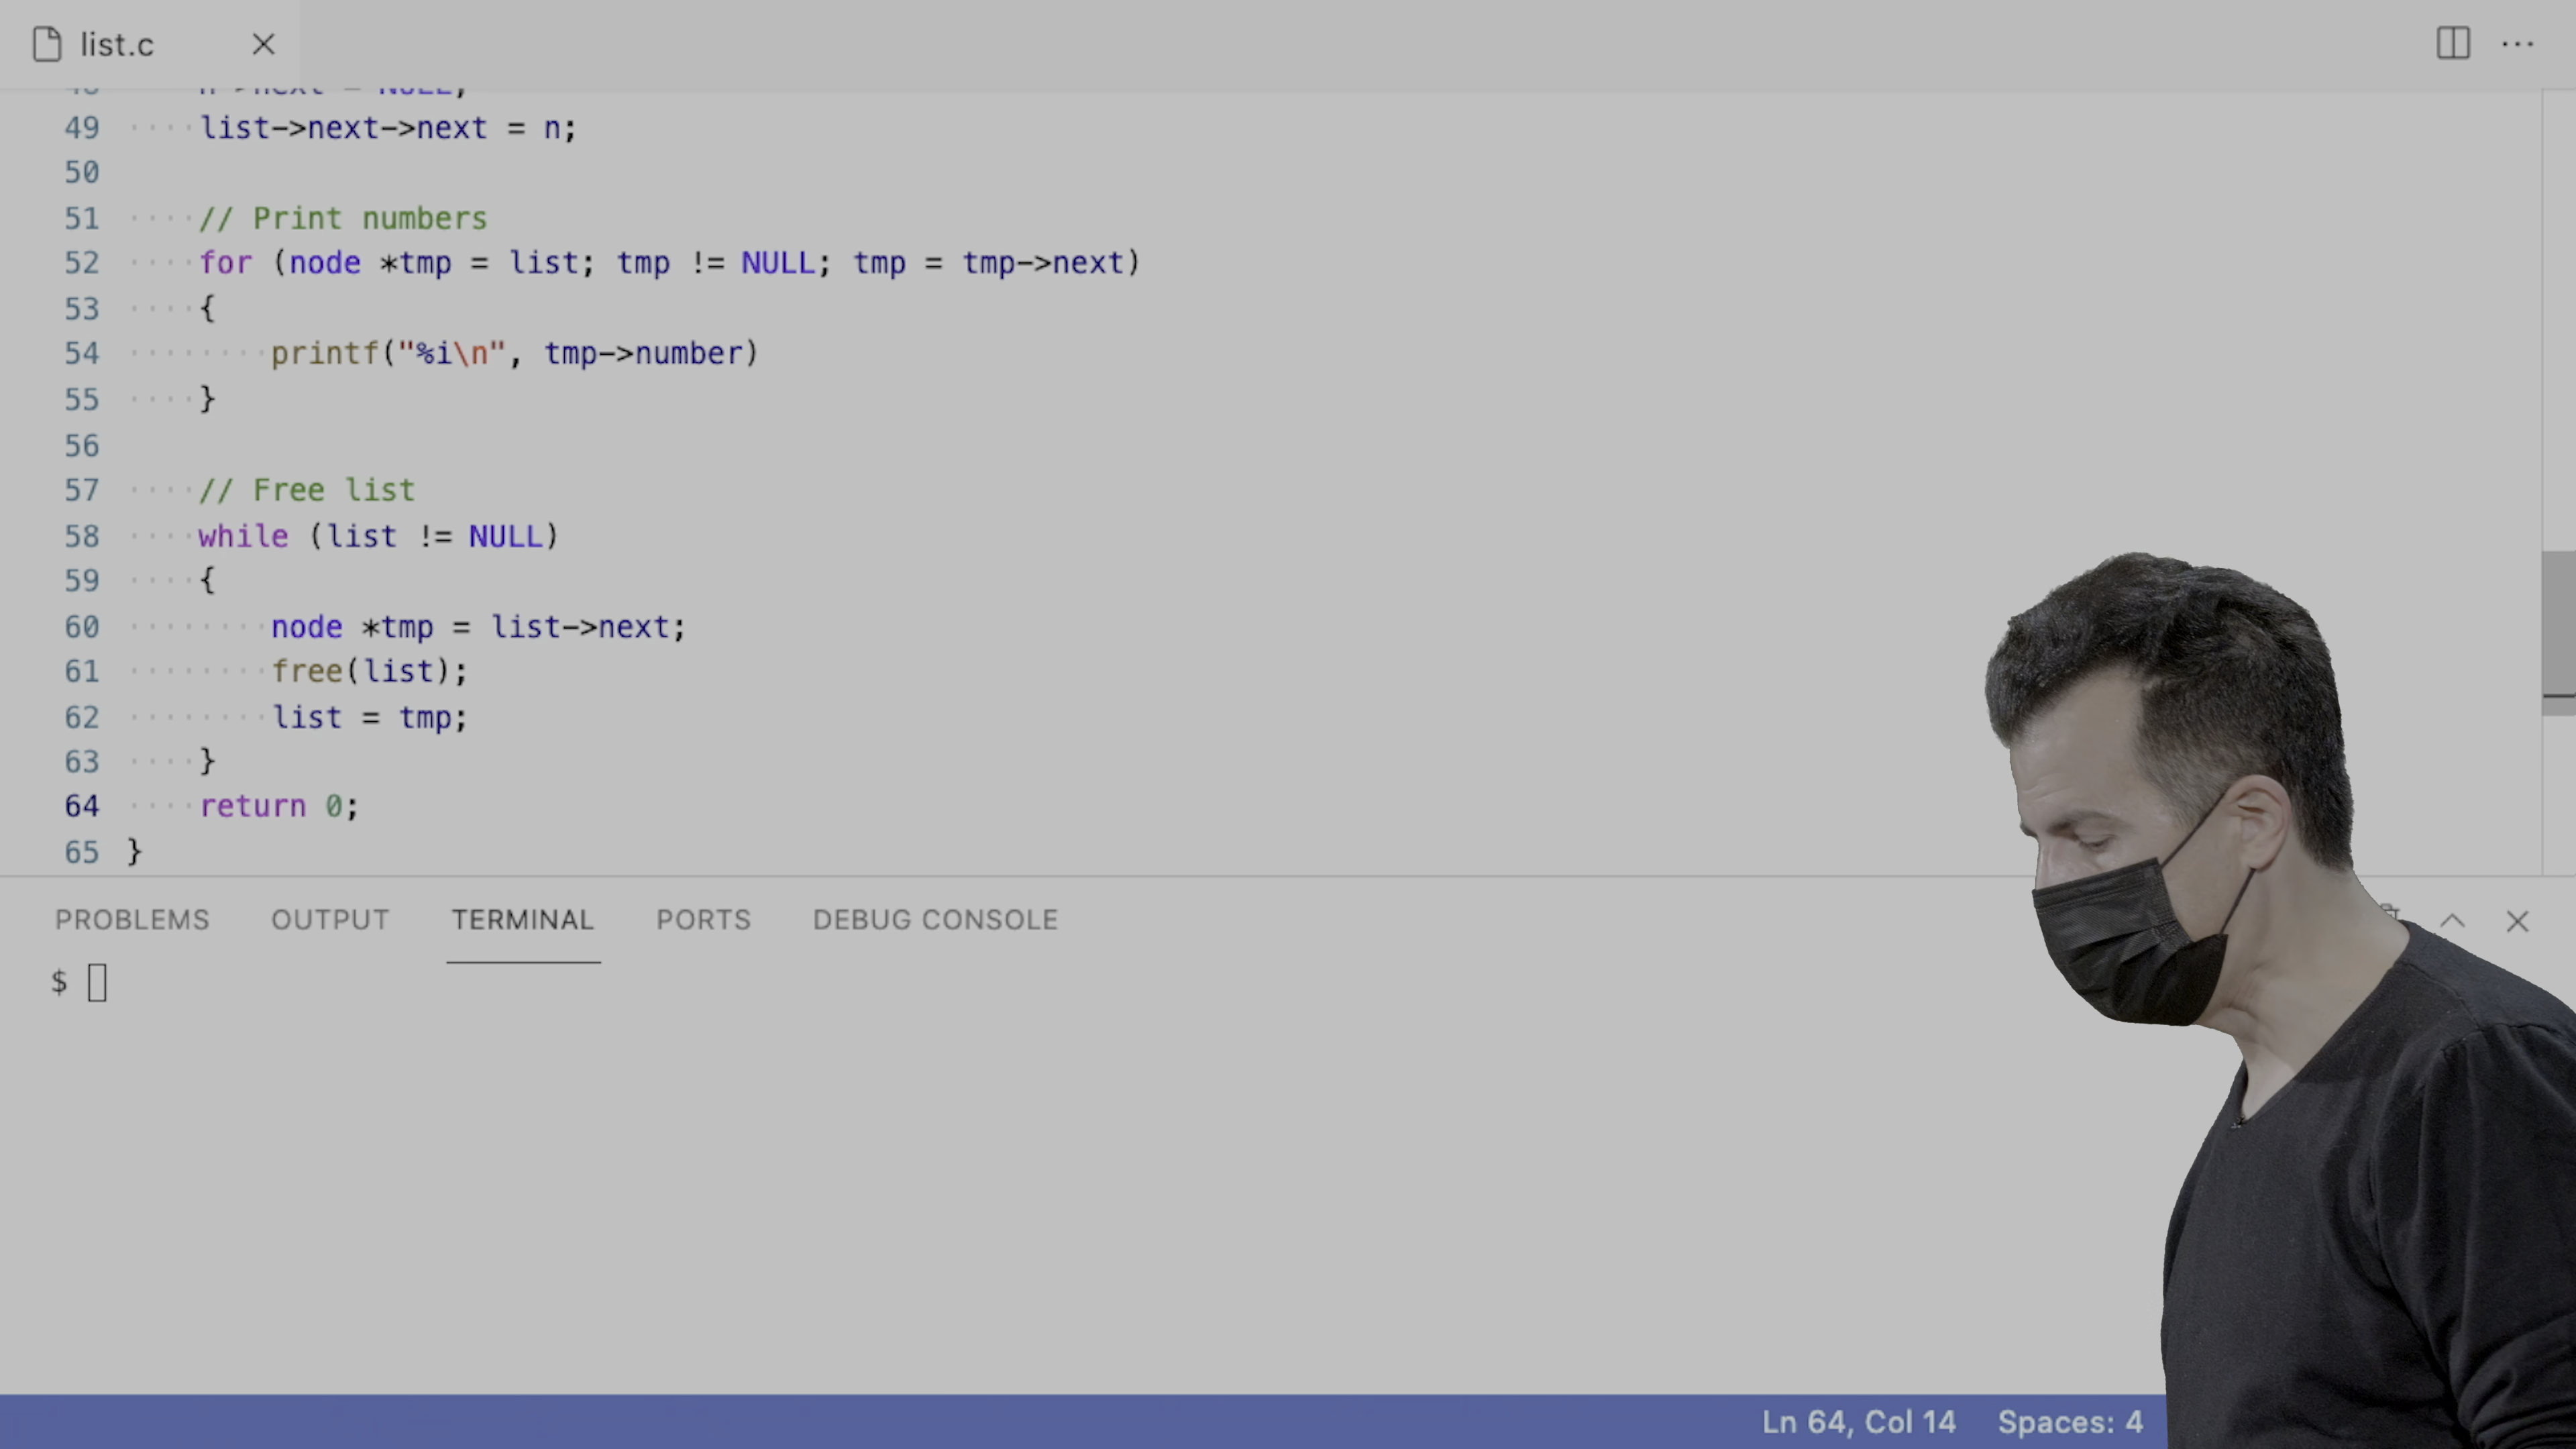 list.c
49 list->next->next = n;
50
51 // Print numbers
52 for (node *tmp = list; tmp != NULL; tmp = tmp->next)
53 {
54 printf("%i\n", tmp->number)
55 }
56
57 // Free list
58 while (list != NULL)
59 {
60 node *tmp = list->next;
61 free(list);
62 list = tmp;
63 }
64 return 0;
65 }
PROBLEMS OUTPUT TERMINAL PORTS DEBUG CONSOLE
$
Ln 64, Col 14 Spaces: 4